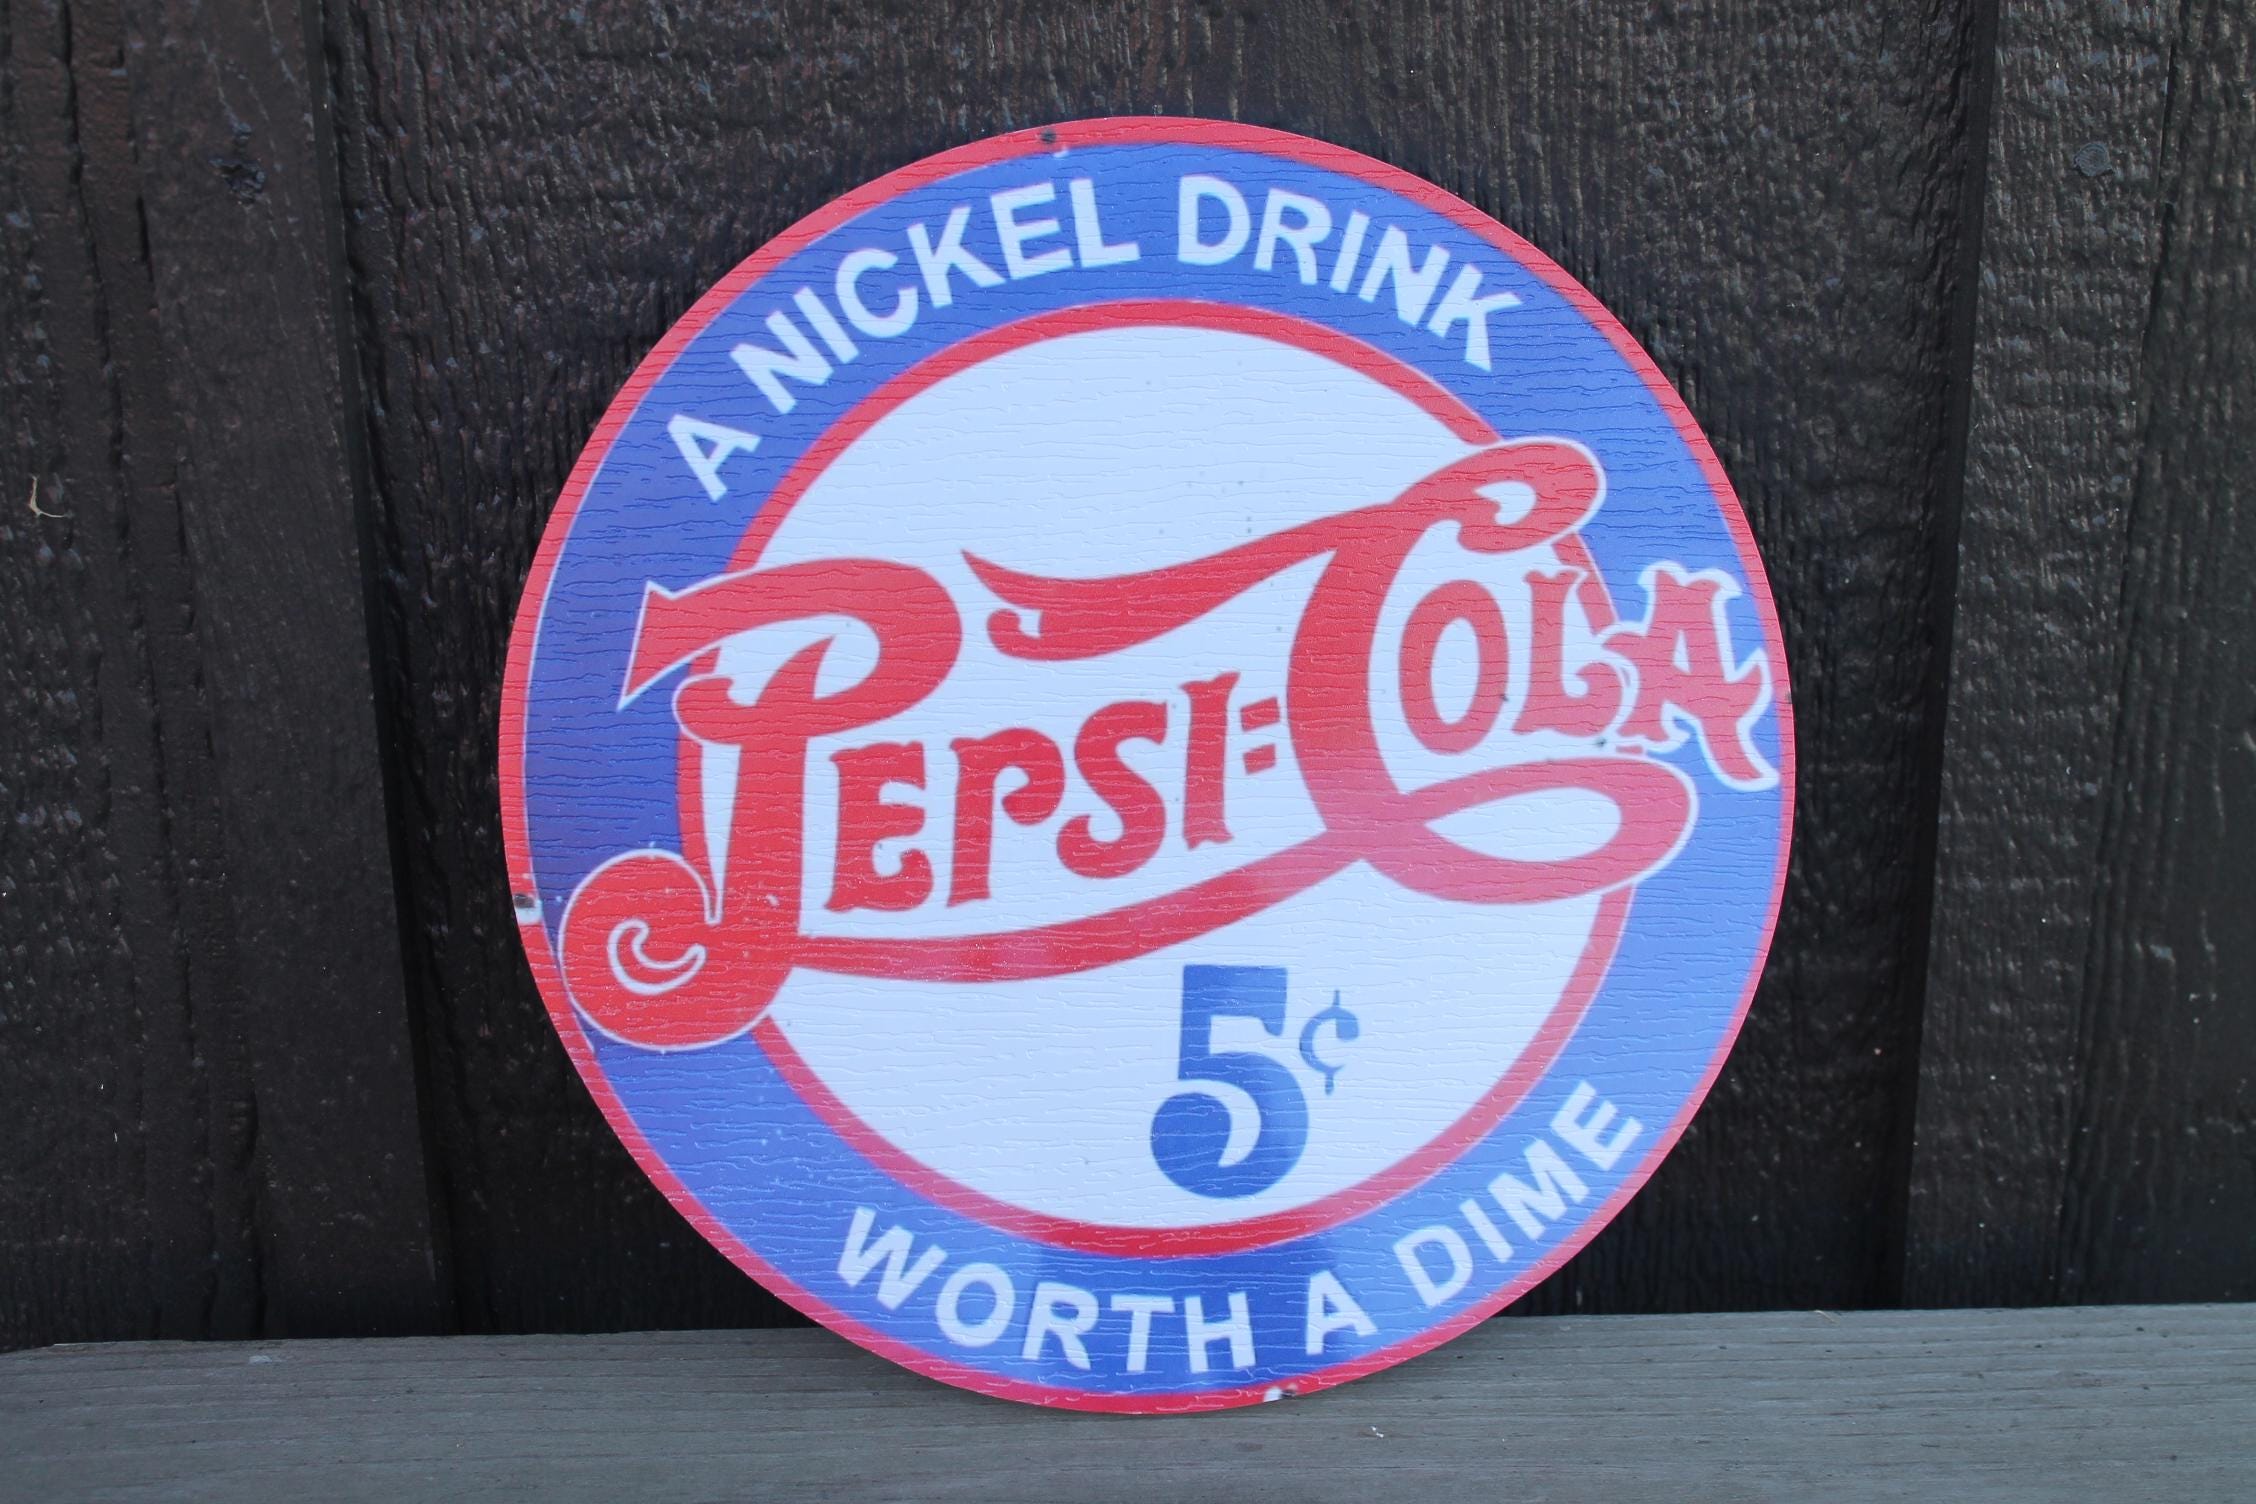 A NICKEL DRINK
PEPSI=COLA
5¢
WORTH A DIME